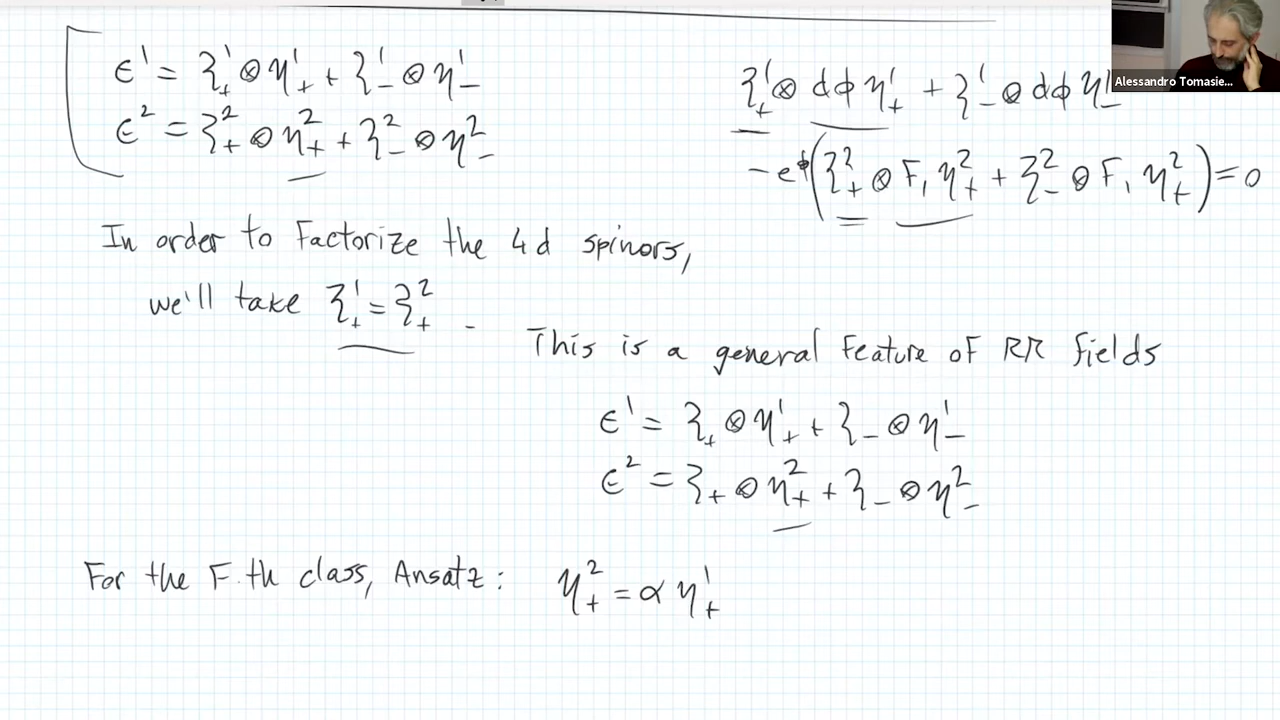 ε¹ = ζ¹₊ ⊗ η¹₊ + ζ¹₋ ⊗ η¹₋
ε² = ζ²₊ ⊗ η²₊ + ζ²₋ ⊗ η²₋
Alessandro Tomasie...
ζ¹₊ ⊗ dϕ η¹₊ + ζ¹₋ ⊗ dϕ η¹₋
- e^ϕ (ζ²₊ ⊗ F₁ η²₊ + ζ²₋ ⊗ F₁ η²₊) = 0
In order to factorize the 4d spinors,
we'll take ζ¹₊ = ζ²₊ .
This is a general feature of RR fields
ε¹ = ζ₊ ⊗ η¹₊ + ζ₋ ⊗ η¹₋
ε² = ζ₊ ⊗ η²₊ + ζ₋ ⊗ η²₋
For the F.th class, Ansatz : η²₊ = α η¹₊